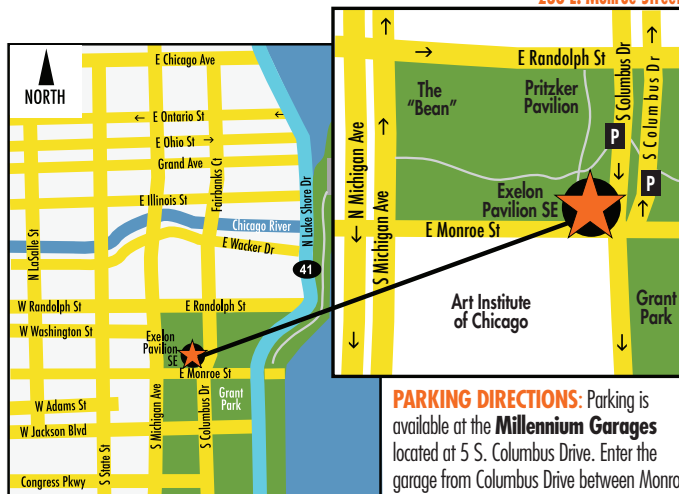 E Chicago Ave
NORTH
E Ontario St
E Ohio St
Grand Ave
Fairbanks Ct
N Lake Shore Dr
E Illinois St
Chicago River
N LaSalle St
E Wacker Dr
41
W Randolph St
E Randolph St
W Washington St
Exelon
Pavilion
SE
E Monroe St
Grant
Park
W Adams St
W Jackson Blvd
S State St
S Michigan Ave
S Columbus Dr
Congress Pkwy
E Randolph St
The
"Bean"
Pritzker
Pavilion
S Columbus Dr
S Columbus Dr
P
P
N Michigan Ave
S Michigan Ave
Exelon
Pavilion SE
E Monroe St
Art Institute
of Chicago
Grant
Park
PARKING DIRECTIONS: Parking is
available at the Millennium Garages
located at 5 S. Columbus Drive. Enter the
garage from Columbus Drive between Monro